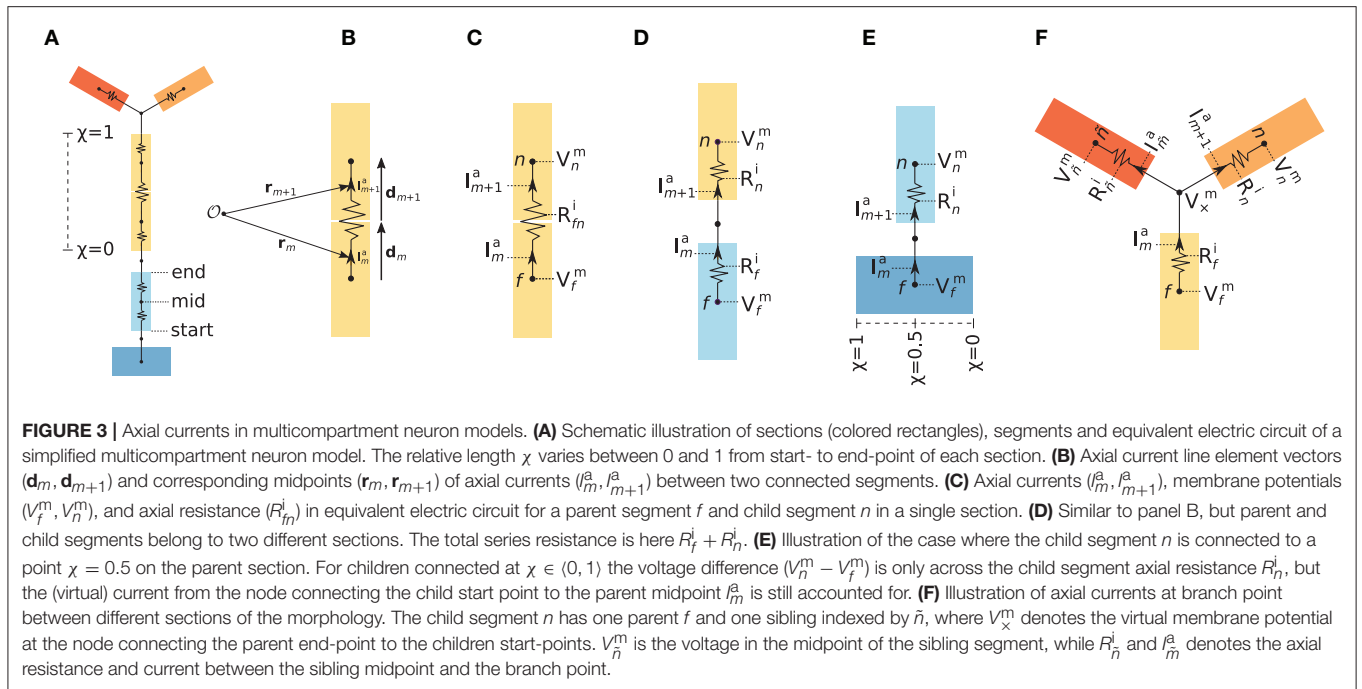 A
B
C
D
E
F
χ=1
χ=0
end
mid
start
𝒪
r_{m+1}
r_m
I^a_{m+1}
I^a_m
d_{m+1}
d_m
n
V^m_n
I^a_{m+1}
R^i_{fn}
I^a_m
f
V^m_f
n
V^m_n
R^i_n
I^a_{m+1}
I^a_m
R^i_f
f
V^m_f
n
V^m_n
R^i_n
I^a_{m+1}
I^a_m
f
V^m_f
χ=1
χ=0.5
χ=0
ñ
V^m_ñ
R^i_ñ
I^a_m̃
I^a_{m+1}
n
R^i_n
V^m_n
V^m_×
I^a_m
R^i_f
f
V^m_f
FIGURE 3 | Axial currents in multicompartment neuron models. (A) Schematic illustration of sections (colored rectangles), segments and equivalent electric circuit of a
simplified multicompartment neuron model. The relative length χ varies between 0 and 1 from start- to end-point of each section. (B) Axial current line element vectors
(d_m, d_{m+1}) and corresponding midpoints (r_m, r_{m+1}) of axial currents (I^a_m, I^a_{m+1}) between two connected segments. (C) Axial currents (I^a_m, I^a_{m+1}), membrane potentials
(V^m_f, V^m_n), and axial resistance (R^i_{fn}) in equivalent electric circuit for a parent segment f and child segment n in a single section. (D) Similar to panel B, but parent and
child segments belong to two different sections. The total series resistance is here R^i_f + R^i_n. (E) Illustration of the case where the child segment n is connected to a
point χ = 0.5 on the parent section. For children connected at χ ∈ ⟨0, 1⟩ the voltage difference (V^m_n − V^m_f) is only across the child segment axial resistance R^i_n, but
the (virtual) current from the node connecting the child start point to the parent midpoint I^a_m is still accounted for. (F) Illustration of axial currents at branch point
between different sections of the morphology. The child segment n has one parent f and one sibling indexed by ñ, where V^m_× denotes the virtual membrane potential
at the node connecting the parent end-point to the children start-points. V^m_ñ is the voltage in the midpoint of the sibling segment, while R^i_ñ and I^a_m̃ denotes the axial
resistance and current between the sibling midpoint and the branch point.